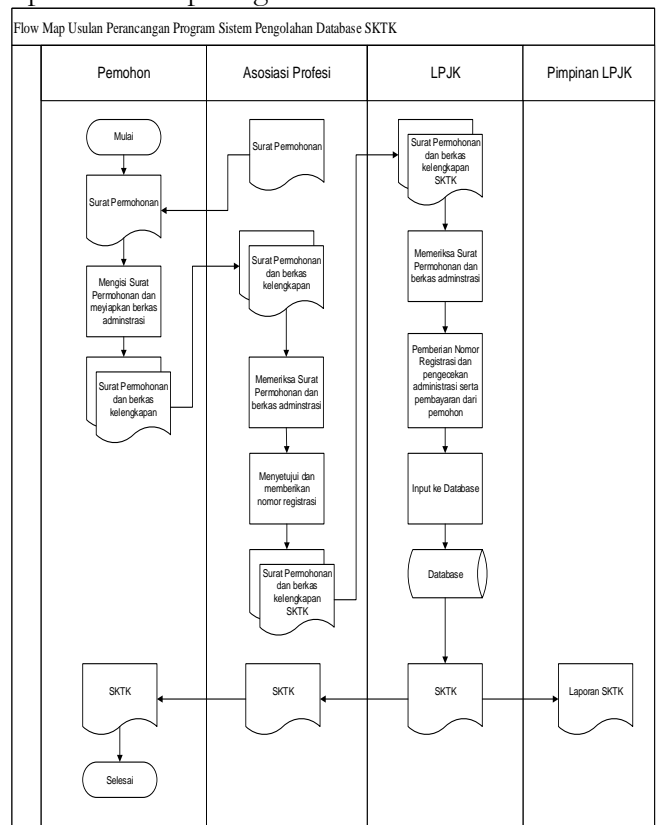 Flow Map Usulan Perancangan Program Sistem Pengolahan Database SKTK
Pemohon
Asosiasi Profesi
LPJK
Pimpinan LPJK
Mulai
Surat Permohonan
Mengisi Surat
Permohonan dan
meyiapkan berkas
adminstrasi
Surat Permohonan
dan berkas
kelengkapan
Surat Permohonan
Surat Permohonan
dan berkas
kelengkapan
Memeriksa Surat
Permohonan dan
berkas adminstrasi
Menyetujui dan
memberikan
nomor registrasi
Surat Permohonan
dan berkas
kelengkapan
SKTK
Surat Permohonan
dan berkas
kelengkapan
SKTK
Memeriksa Surat
Permohonan dan
berkas adminstrasi
Pemberian Nomor
Registrasi dan
pengecekan
administrasi serta
pembayaran dari
pemohon
Input ke Database
Database
SKTK
SKTK
SKTK
Laporan SKTK
Selesai